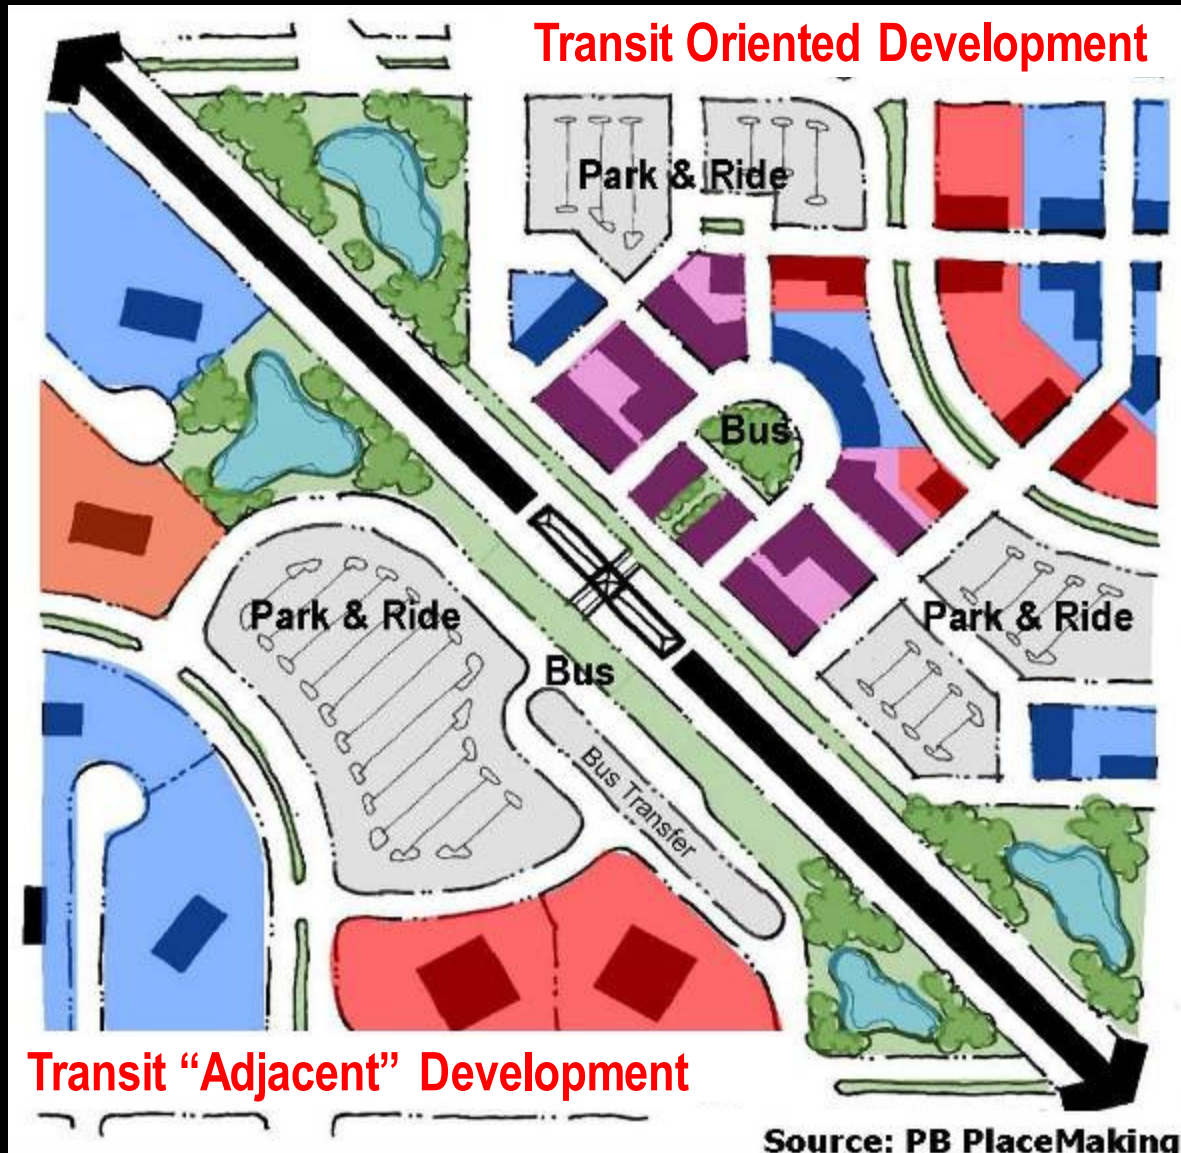 Transit Oriented Development
Park & Ride
Bus
Park & Ride
Park & Ride
Bus
Bus Transfer
Transit “Adjacent” Development
Source: PB PlaceMaking